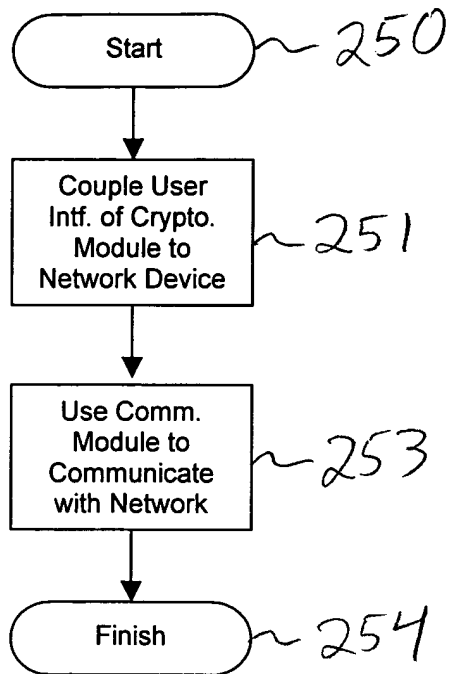 Start
250
Couple User
Intf. of Crypto.
Module to
Network Device
251
Use Comm.
Module to
Communicate
with Network
253
Finish
254